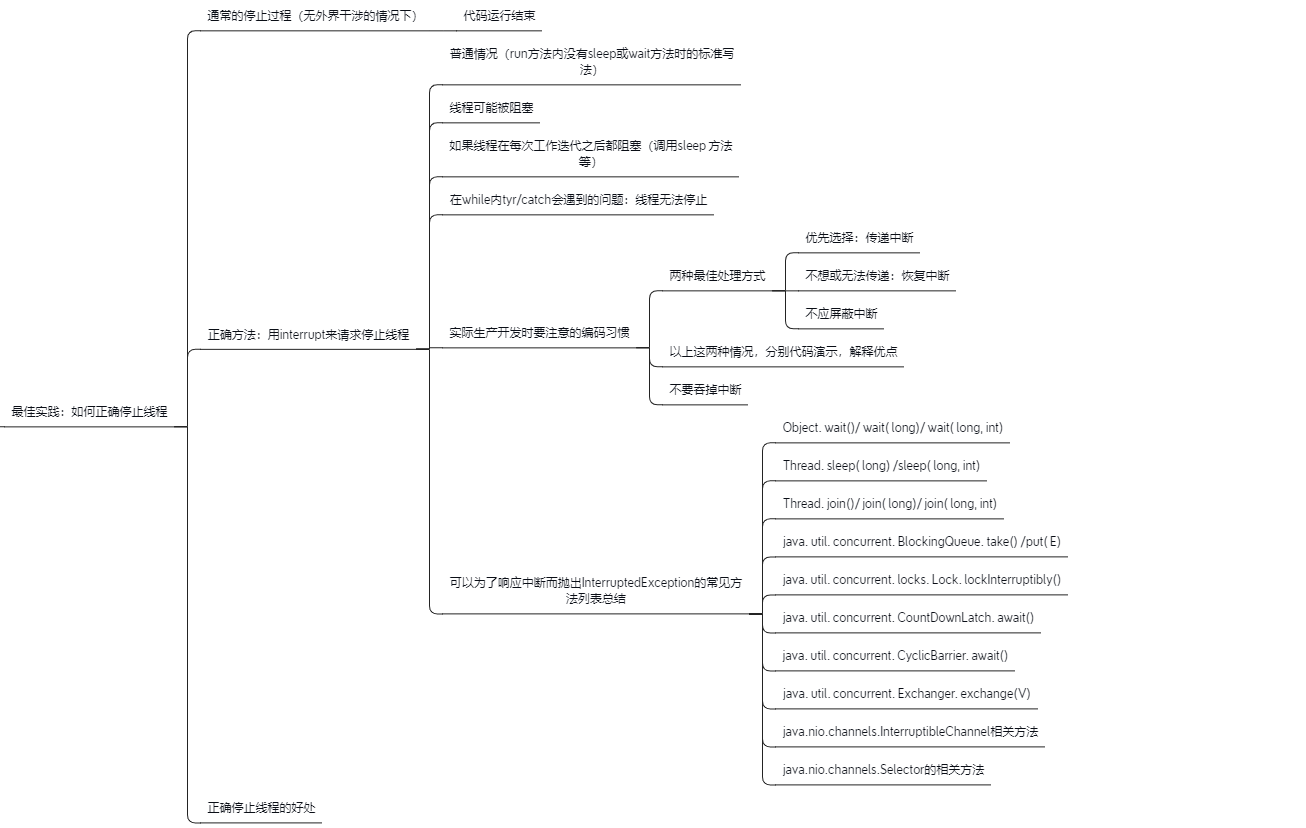 通常的停止过程（无外界干涉的情况下）
代码运行结束
普通情况（run方法内没有sleep或wait方法时的标准写
法）
线程可能被阻塞
如果线程在每次工作迭代之后都阻塞（调用sleep 方法
等）
在while内tyr/catch会遇到的问题：线程无法停止
优先选择：传递中断
两种最佳处理方式
不想或无法传递：恢复中断
不应屏蔽中断
正确方法：用interrupt来请求停止线程
实际生产开发时要注意的编码习惯
以上这两种情况，分别代码演示，解释优点
不要吞掉中断
最佳实践：如何正确停止线程
Object. wait()/ wait( long)/ wait( long, int)
Thread. sleep( long) /sleep( long, int)
Thread. join()/ join( long)/ join( long, int)
java. util. concurrent. BlockingQueue. take() /put( E)
java. util. concurrent. locks. Lock. lockInterruptibly()
可以为了响应中断而抛出InterruptedException的常见方
法列表总结
java. util. concurrent. CountDownLatch. await()
java. util. concurrent. CyclicBarrier. await()
java. util. concurrent. Exchanger. exchange(V)
java.nio.channels.InterruptibleChannel相关方法
java.nio.channels.Selector的相关方法
正确停止线程的好处